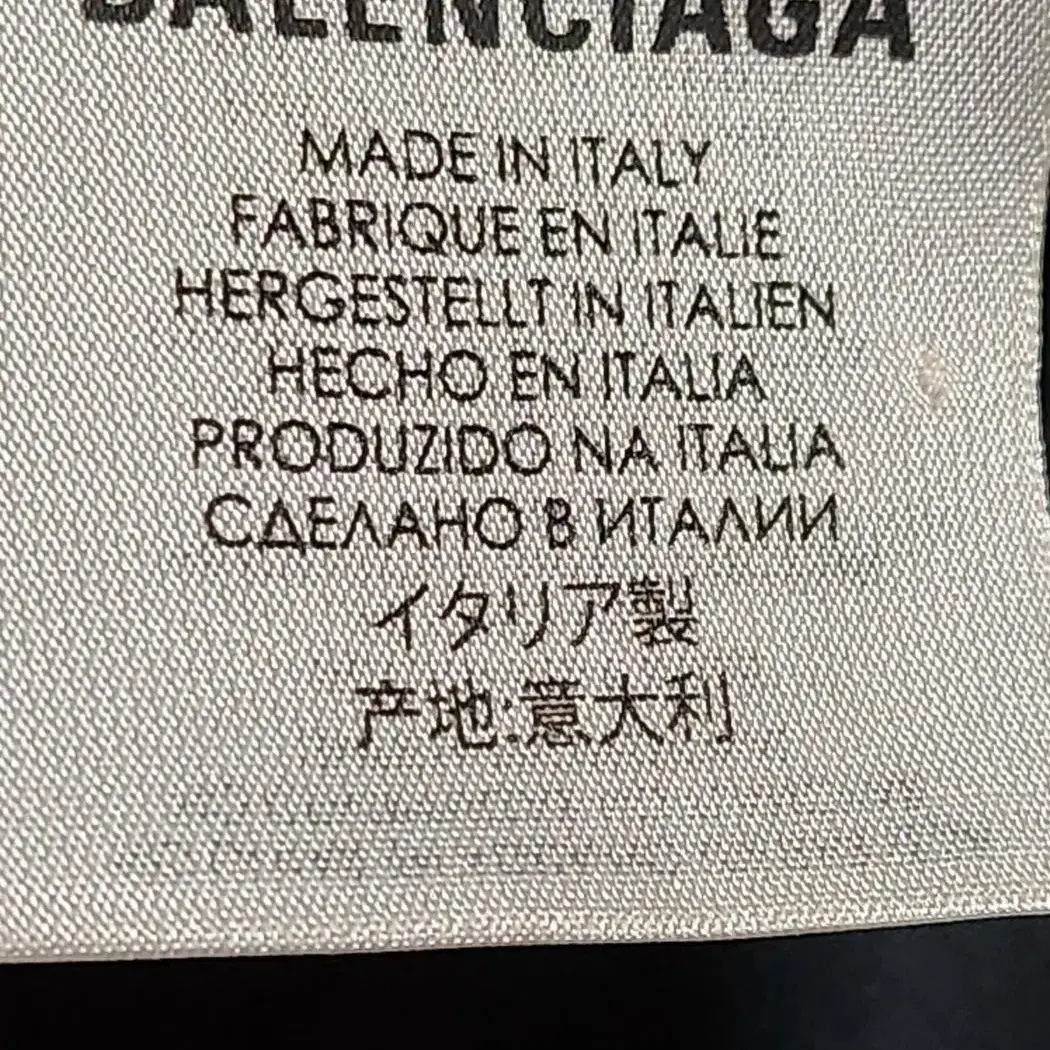 BALENCIAGA
MADE IN ITALY
FABRIQUE EN ITALIE
HERGESTELLT IN ITALIEN
HECHO EN ITALIA
PRODUZIDO NA ITALIA
СДЕЛАНО В ИТАЛИИ
イタリア製
产地:意大利